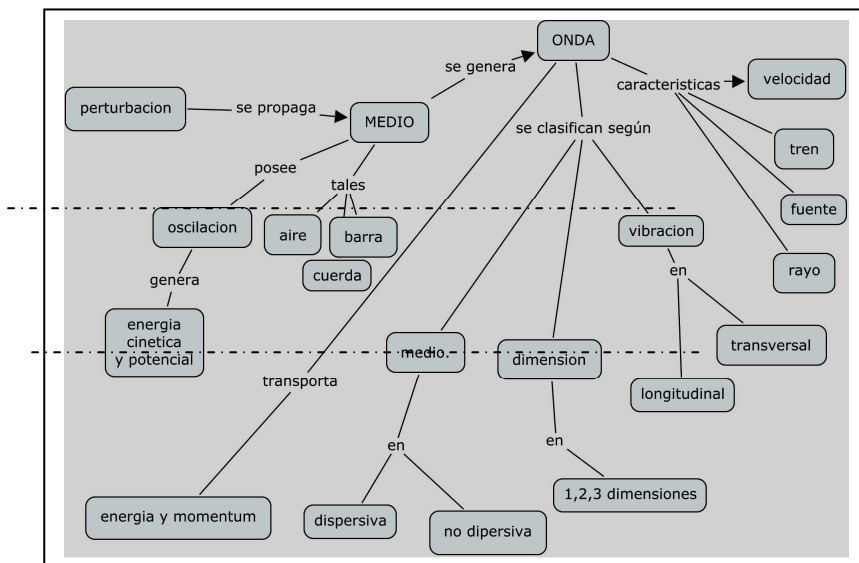 ONDA
se genera
caracteristicas
velocidad
perturbacion
se propaga
MEDIO
se clasifican según
tren
posee
tales
fuente
oscilacion
aire
barra
vibracion
cuerda
rayo
genera
en
energia
cinetica
y potencial
medio.
dimension
transversal
transporta
longitudinal
en
en
energia y momentum
dispersiva
no dipersiva
1,2,3 dimensiones